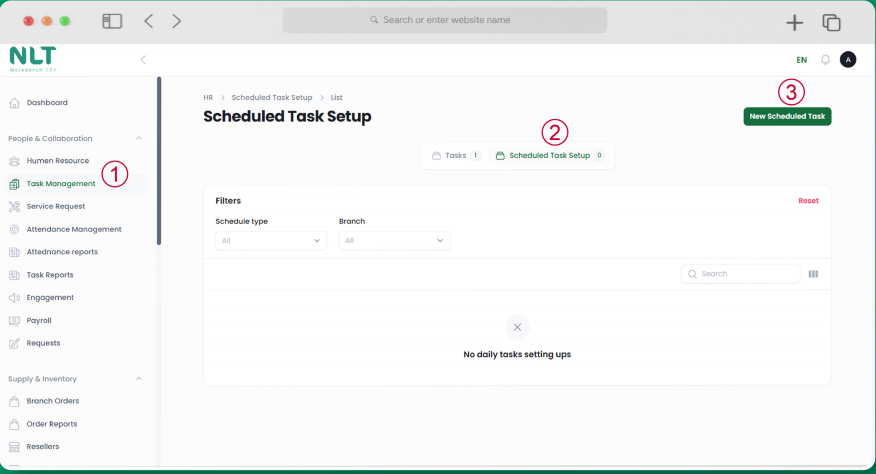 Search or enter website name
NLT
Workbench ERP
EN
A
Dashboard
People & Collaboration
Humen Resource
Task Management
1
Service Request
Attendance Management
Attednance reports
Task Reports
Engagement
Payroll
Requests
Supply & Inventory
Branch Orders
Order Reports
Resellers
HR > Scheduled Task Setup > List
Scheduled Task Setup
3
New Scheduled Task
2
Tasks 1 Scheduled Task Setup 0
Filters Reset
Schedule type Branch
All All
Search
No daily tasks setting ups